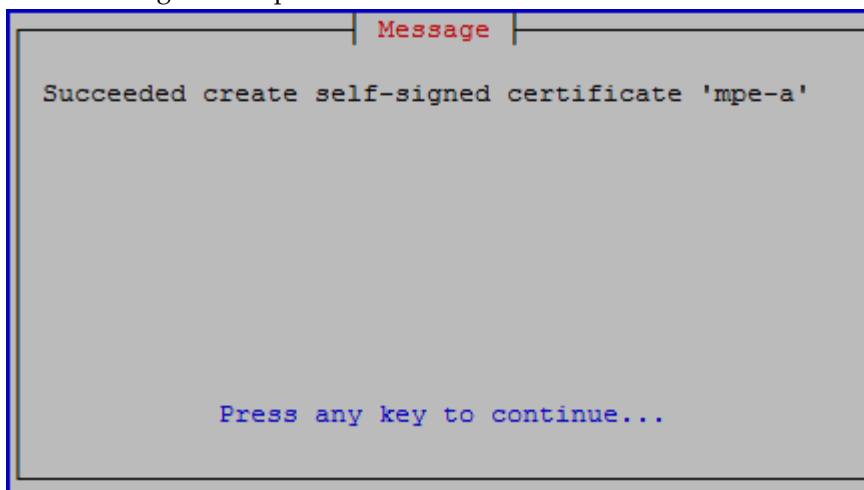 Message
Succeeded create self-signed certificate 'mpe-a'
Press any key to continue...